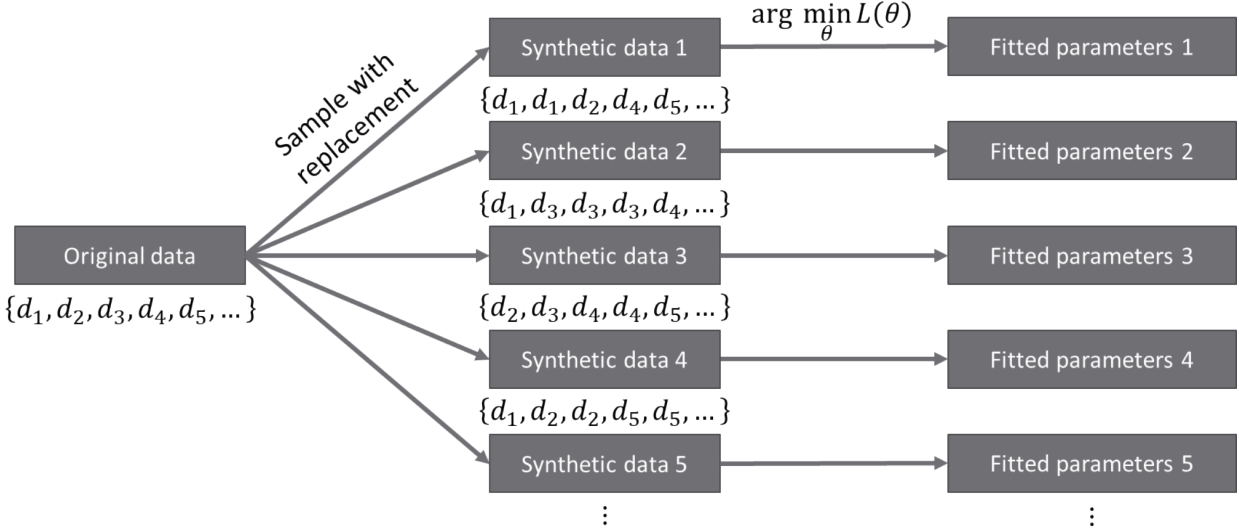 Original data
{d₁, d₂, d₃, d₄, d₅, …}
Sample with
replacement
Synthetic data 1
{d₁, d₁, d₂, d₄, d₅, …}
Synthetic data 2
{d₁, d₃, d₃, d₃, d₄, …}
Synthetic data 3
{d₂, d₃, d₄, d₄, d₅, …}
Synthetic data 4
{d₁, d₂, d₂, d₅, d₅, …}
Synthetic data 5
⋮
arg min L(θ)
θ
Fitted parameters 1
Fitted parameters 2
Fitted parameters 3
Fitted parameters 4
Fitted parameters 5
⋮